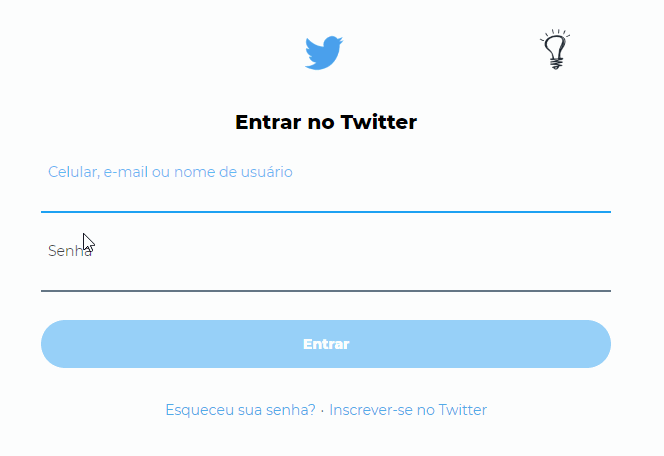 Entrar no Twitter
Celular, e-mail ou nome de usuário
Senha
Entrar
Esqueceu sua senha? · Inscrever-se no Twitter